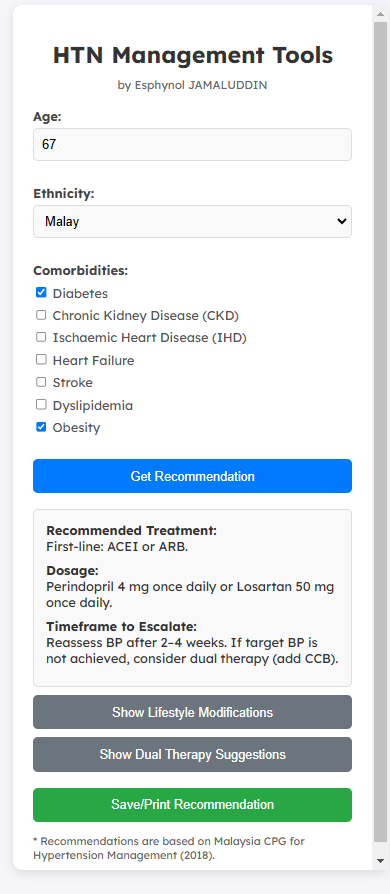 HTN Management Tools
by Esphynol JAMALUDDIN
Age:
67
Ethnicity:
Malay
Comorbidities:
Diabetes
Chronic Kidney Disease (CKD)
Ischaemic Heart Disease (IHD)
Heart Failure
Stroke
Dyslipidemia
Obesity
Get Recommendation
Recommended Treatment:
First-line: ACEI or ARB.
Dosage:
Perindopril 4 mg once daily or Losartan 50 mg
once daily.
Timeframe to Escalate:
Reassess BP after 2–4 weeks. If target BP is
not achieved, consider dual therapy (add CCB).
Show Lifestyle Modifications
Show Dual Therapy Suggestions
Save/Print Recommendation
* Recommendations are based on Malaysia CPG for
Hypertension Management (2018).